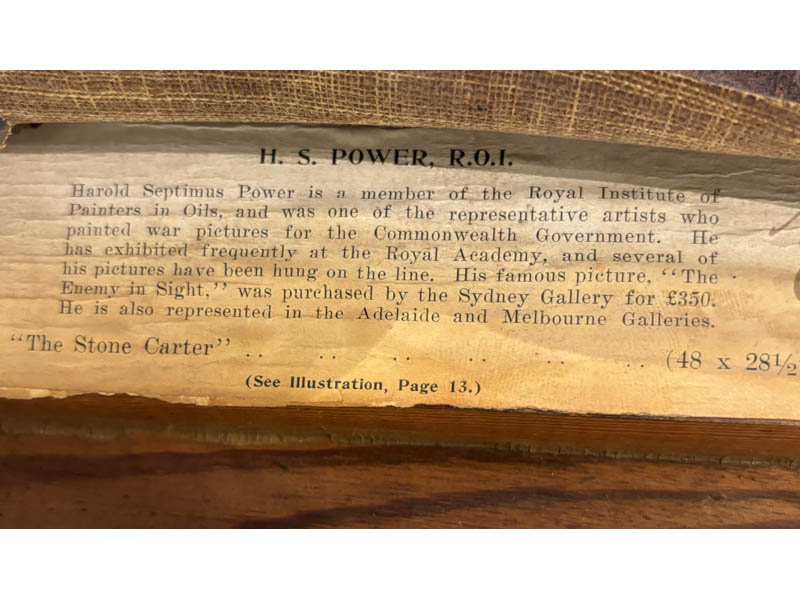 H. S. POWER, R.O.I.
Harold Septimus Power is a member of the Royal Institute of
Painters in Oils, and was one of the representative artists who
painted war pictures for the Commonwealth Government. He
has exhibited frequently at the Royal Academy, and several of
his pictures have been hung on the line. His famous picture, "The
Enemy in Sight," was purchased by the Sydney Gallery for £350.
He is also represented in the Adelaide and Melbourne Galleries.
"The Stone Carter" .. .. .. .. .. .. (48 x 28½
(See Illustration, Page 13.)